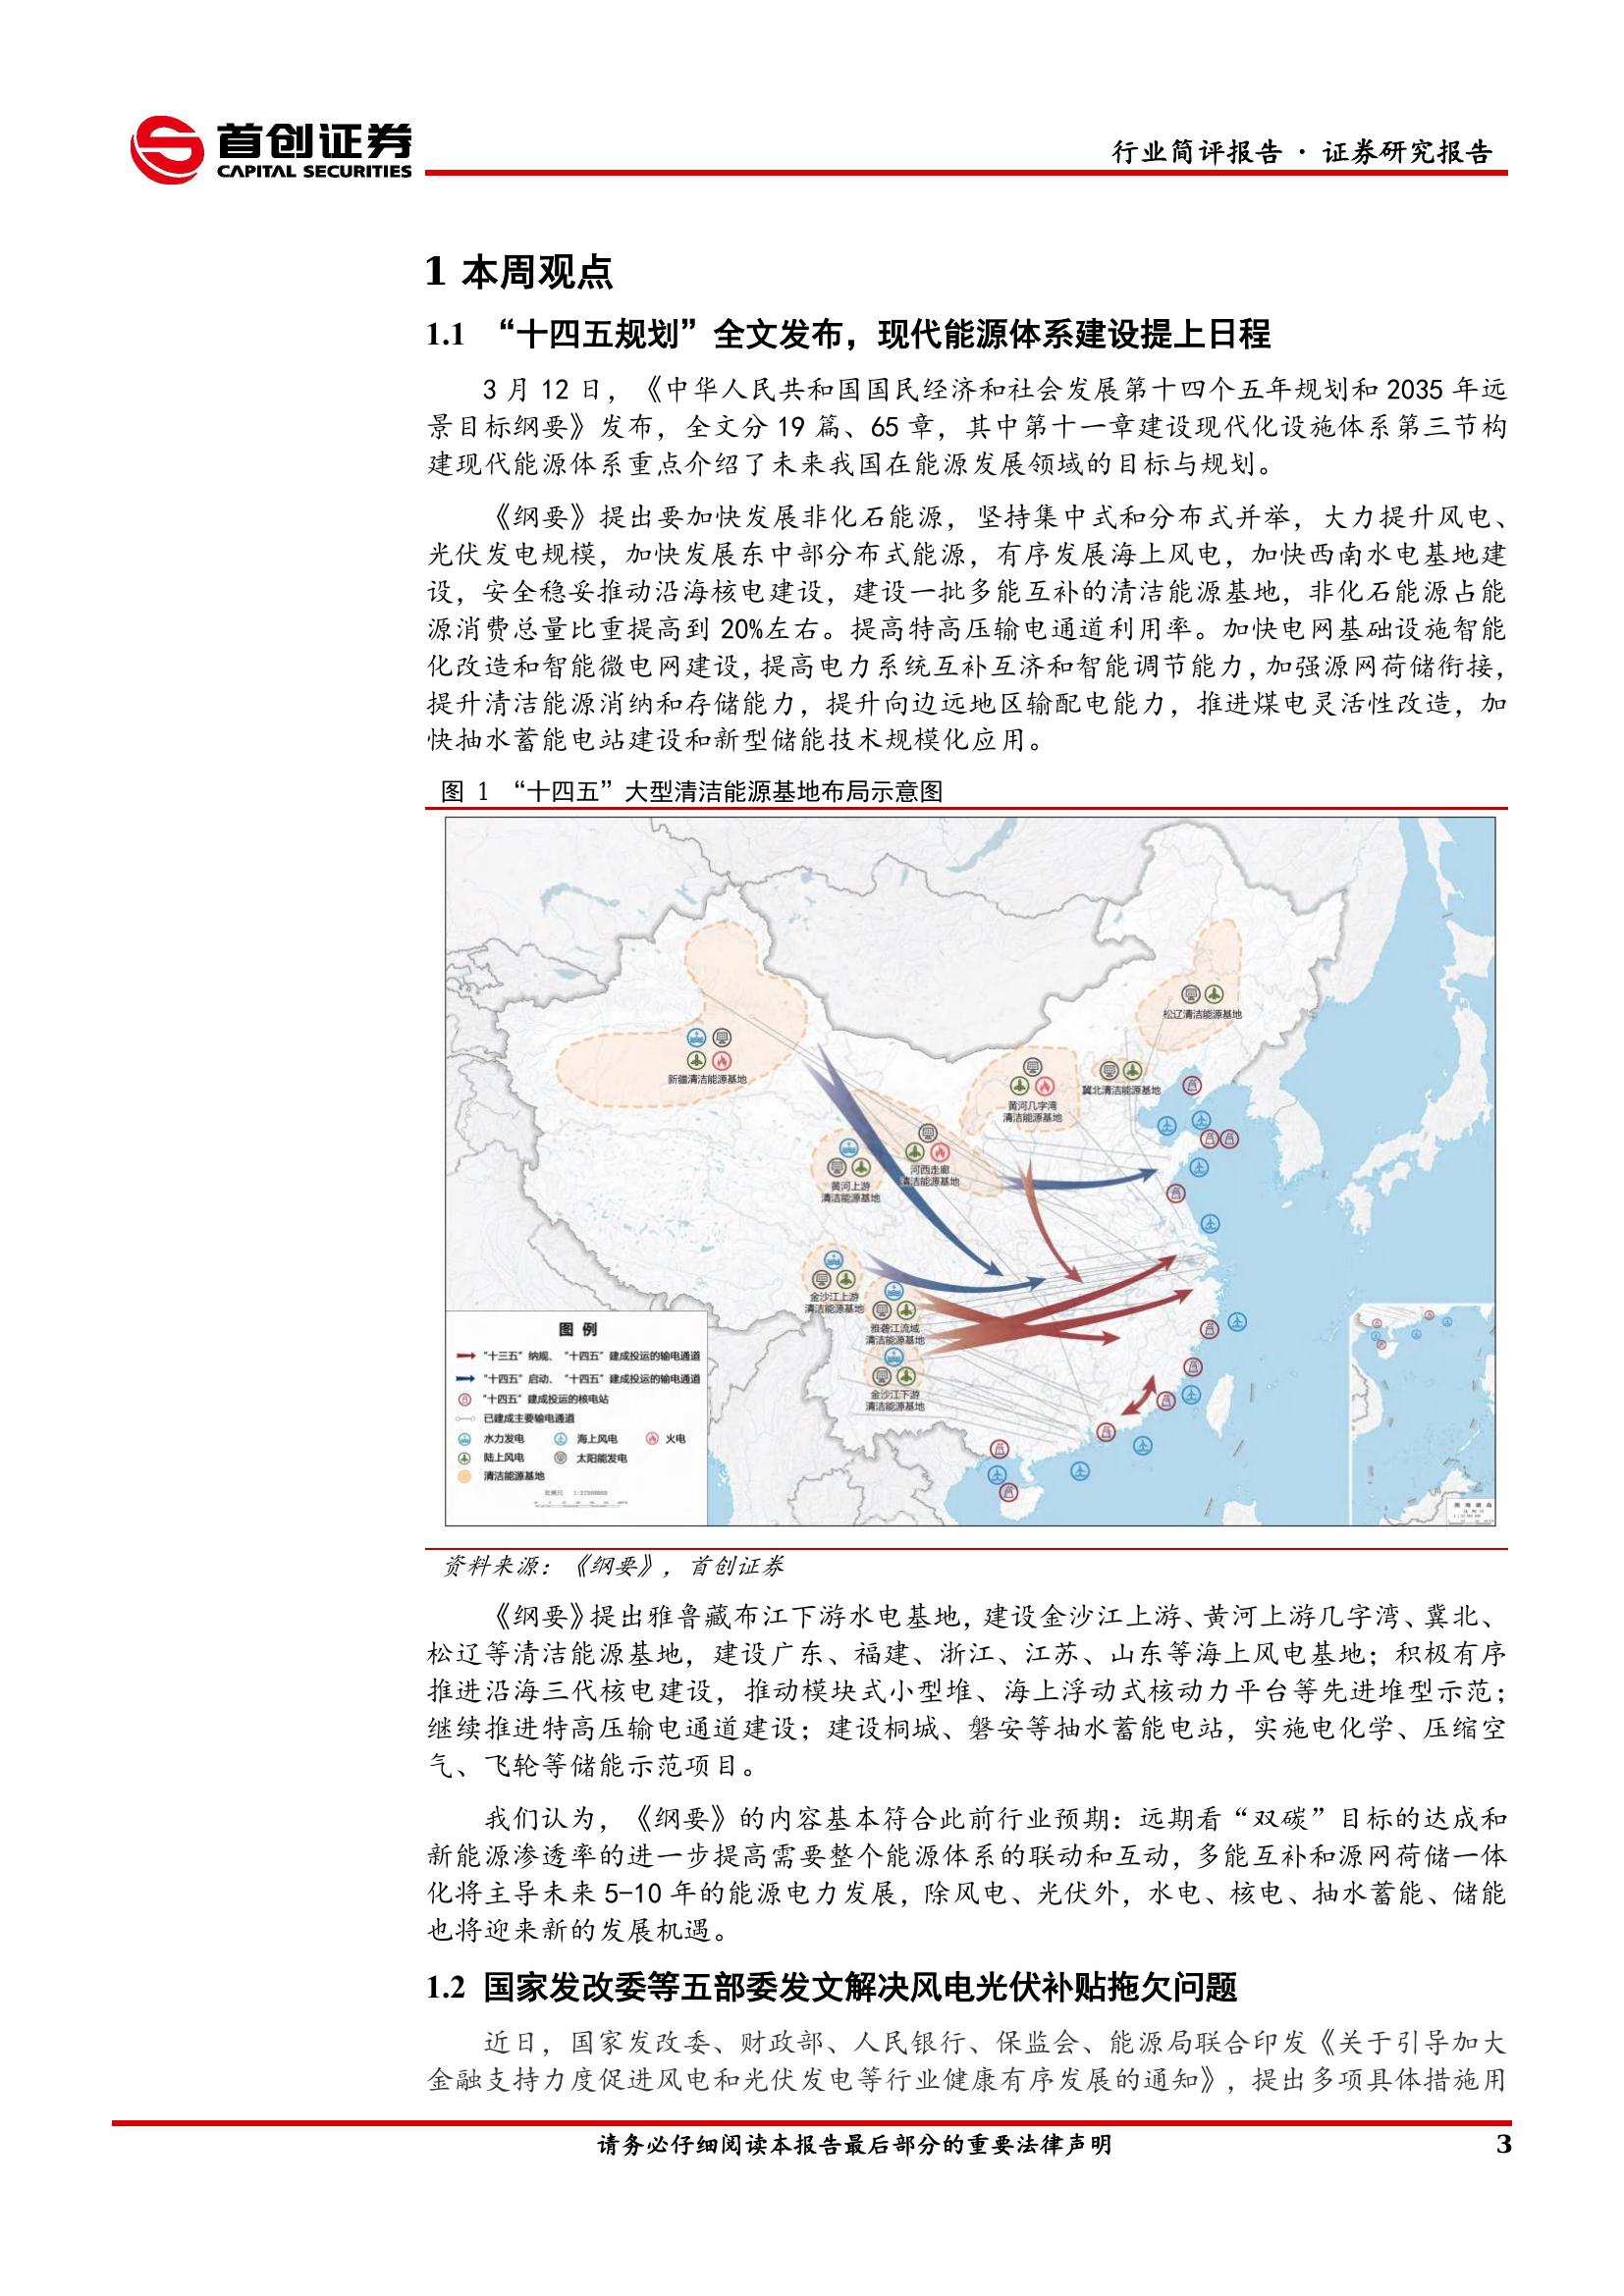 首创证券
CAPITAL SECURITIES
行业简评报告 · 证券研究报告
1 本周观点
1.1 “十四五规划”全文发布，现代能源体系建设提上日程
3 月 12 日，《中华人民共和国国民经济和社会发展第十四个五年规划和 2035 年远
景目标纲要》发布，全文分 19 篇、65 章，其中第十一章建设现代化设施体系第三节构
建现代能源体系重点介绍了未来我国在能源发展领域的目标与规划。
《纲要》提出要加快发展非化石能源，坚持集中式和分布式并举，大力提升风电、
光伏发电规模，加快发展东中部分布式能源，有序发展海上风电，加快西南水电基地建
设，安全稳妥推动沿海核电建设，建设一批多能互补的清洁能源基地，非化石能源占能
源消费总量比重提高到 20%左右。提高特高压输电通道利用率。加快电网基础设施智能
化改造和智能微电网建设，提高电力系统互补互济和智能调节能力，加强源网荷储衔接，
提升清洁能源消纳和存储能力，提升向边远地区输配电能力，推进煤电灵活性改造，加
快抽水蓄能电站建设和新型储能技术规模化应用。
图 1 “十四五”大型清洁能源基地布局示意图
松辽清洁能源基地
新疆清洁能源基地
冀北清洁能源基地
黄河几字湾
清洁能源基地
河西走廊
清洁能源基地
黄河上游
清洁能源基地
金沙江上游
清洁能源基地
雅砻江流域
清洁能源基地
金沙江下游
清洁能源基地
图 例
“十三五”纳规、“十四五”建成投运的输电通道
“十四五”启动、“十四五”建成投运的输电通道
“十四五”建成投运的核电站
已建成主要输电通道
水力发电 海上风电 火电
陆上风电 太阳能发电
清洁能源基地
资料来源：《纲要》，首创证券
《纲要》提出雅鲁藏布江下游水电基地，建设金沙江上游、黄河上游几字湾、冀北、
松辽等清洁能源基地，建设广东、福建、浙江、江苏、山东等海上风电基地；积极有序
推进沿海三代核电建设，推动模块式小型堆、海上浮动式核动力平台等先进堆型示范；
继续推进特高压输电通道建设；建设桐城、磐安等抽水蓄能电站，实施电化学、压缩空
气、飞轮等储能示范项目。
我们认为，《纲要》的内容基本符合此前行业预期：远期看“双碳”目标的达成和
新能源渗透率的进一步提高需要整个能源体系的联动和互动，多能互补和源网荷储一体
化将主导未来 5-10 年的能源电力发展，除风电、光伏外，水电、核电、抽水蓄能、储能
也将迎来新的发展机遇。
1.2 国家发改委等五部委发文解决风电光伏补贴拖欠问题
近日，国家发改委、财政部、人民银行、保监会、能源局联合印发《关于引导加大
金融支持力度促进风电和光伏发电等行业健康有序发展的通知》，提出多项具体措施用
请务必仔细阅读本报告最后部分的重要法律声明
3